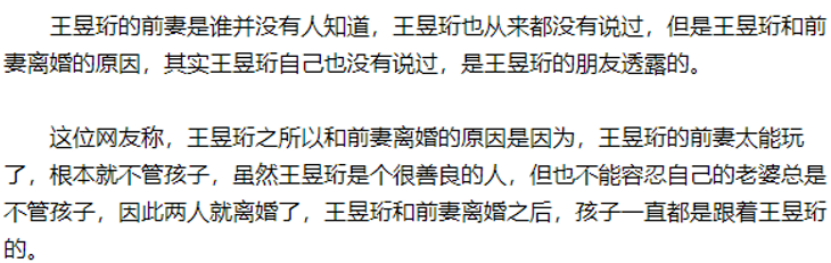 王昱珩的前妻是谁并没有人知道，王昱珩也从来都没有说过，但是王昱珩和前
妻离婚的原因，其实王昱珩自己也没有说过，是王昱珩的朋友透露的。
这位网友称，王昱珩之所以和前妻离婚的原因是因为，王昱珩的前妻太能玩
了，根本就不管孩子，虽然王昱珩是个很善良的人，但也不能容忍自己的老婆总是
不管孩子，因此两人就离婚了，王昱珩和前妻离婚之后，孩子一直都是跟着王昱珩
的。